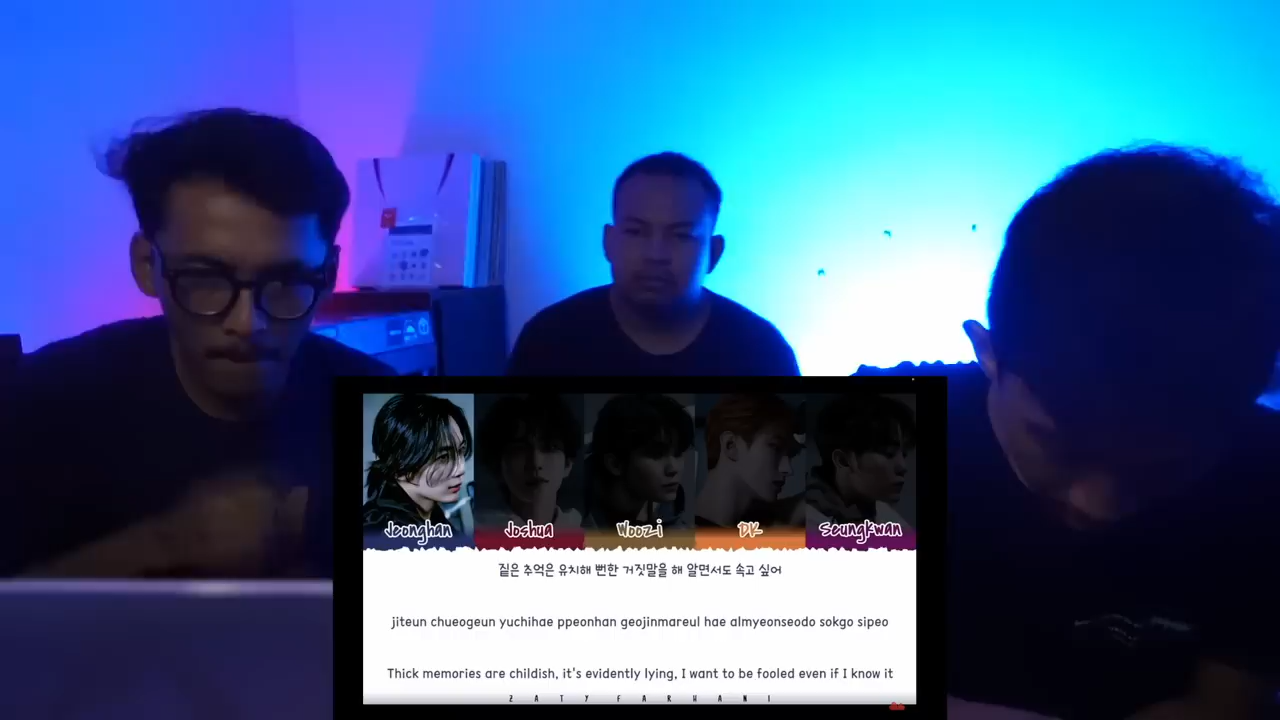 Jeonghan
Joshua
Woozi
DK
Seungkwan
짙은 추억은 유치해 뻔한 거짓말을 해 알면서도 속고 싶어
jiteun chueogeun yuchihae ppeonhan geojinmareul hae almyeonseodo sokgo sipeo
Thick memories are childish, it's evidently lying, I want to be fooled even if I know it
ZATY FARHANI